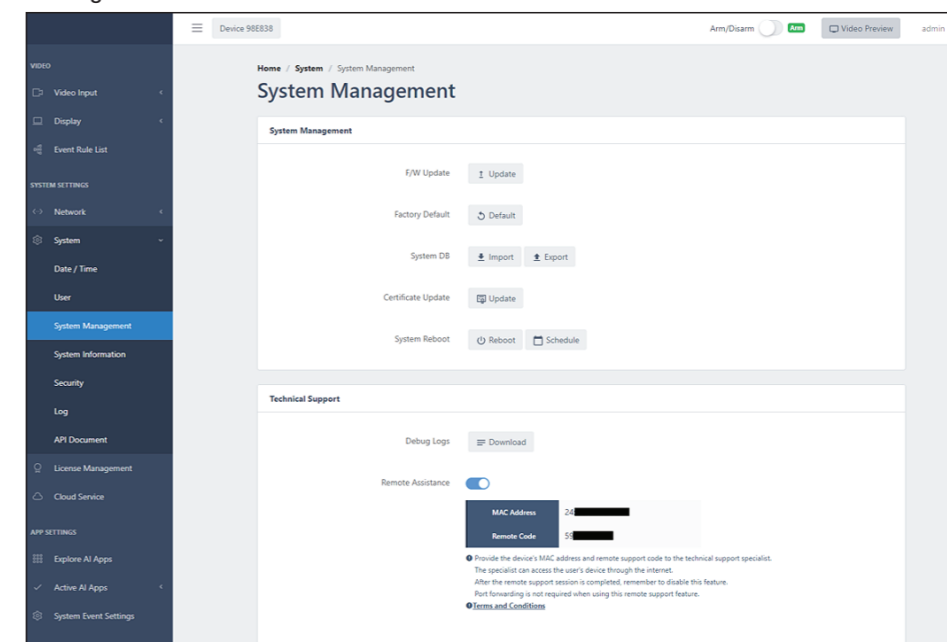 Device 98E838
Arm/Disarm Arm Video Preview admin
VIDEO
Video Input
Display
Event Rule List
SYSTEM SETTINGS
Network
System
Date / Time
User
System Management
System Information
Security
Log
API Document
License Management
Cloud Service
APP SETTINGS
Explore AI Apps
Active AI Apps
System Event Settings
Home / System / System Management
System Management
System Management
F/W Update Update
Factory Default Default
System DB Import Export
Certificate Update Update
System Reboot Reboot Schedule
Technical Support
Debug Logs Download
Remote Assistance
MAC Address 24
Remote Code 59
Provide the device's MAC address and remote support code to the technical support specialist.
The specialist can access the user's device through the internet.
After the remote support session is completed, remember to disable this feature.
Port forwarding is not required when using this remote support feature.
Terms and Conditions